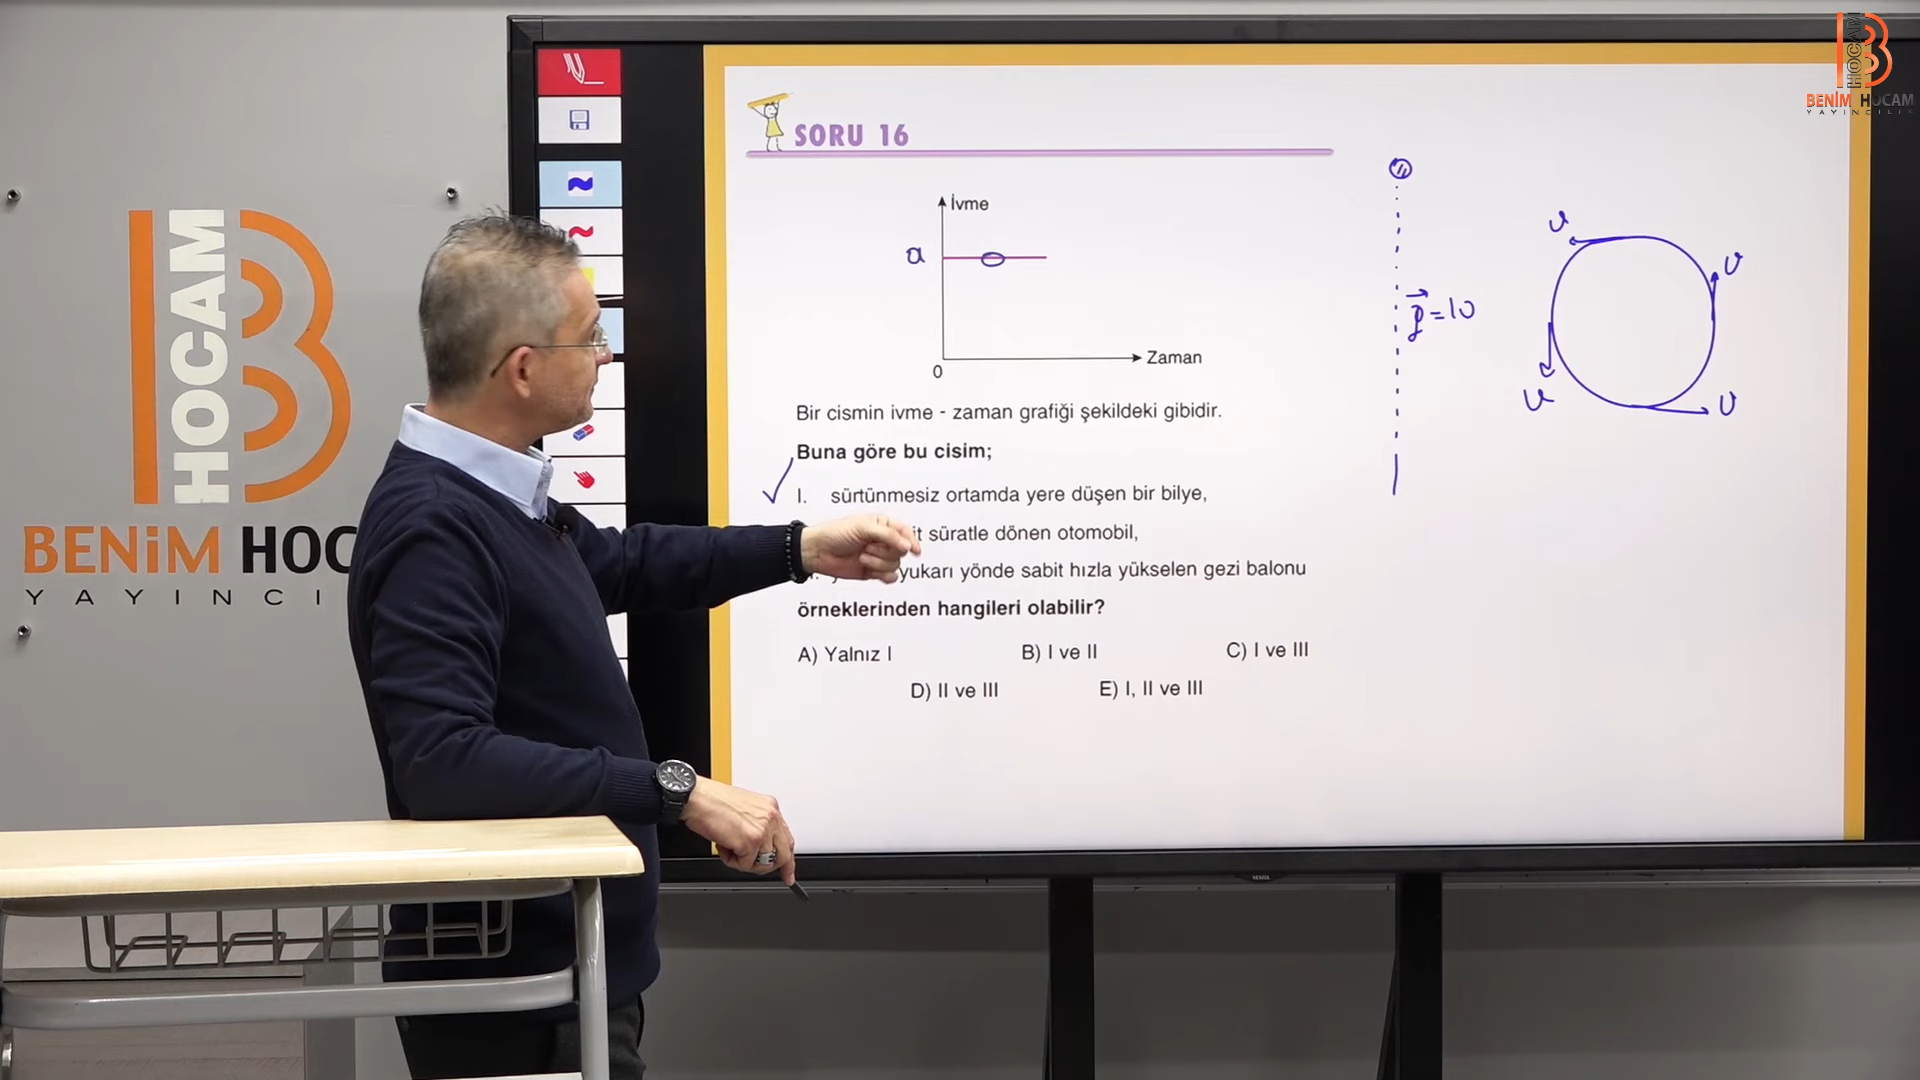 B HOCAM
BENİM HOCAM
YAYINCILIK
HOCAM
BENİM HOC
YAYINCI
SORU 16
İvme
a
Zaman
0
Bir cismin ivme - zaman grafiği şekildeki gibidir.
Buna göre bu cisim;
I. sürtünmesiz ortamda yere düşen bir bilye,
süratle dönen otomobil,
yukarı yönde sabit hızla yükselen gezi balonu
örneklerinden hangileri olabilir?
A) Yalnız I B) I ve II C) I ve III
D) II ve III E) I, II ve III
g=10
υ
υ
υ
υ